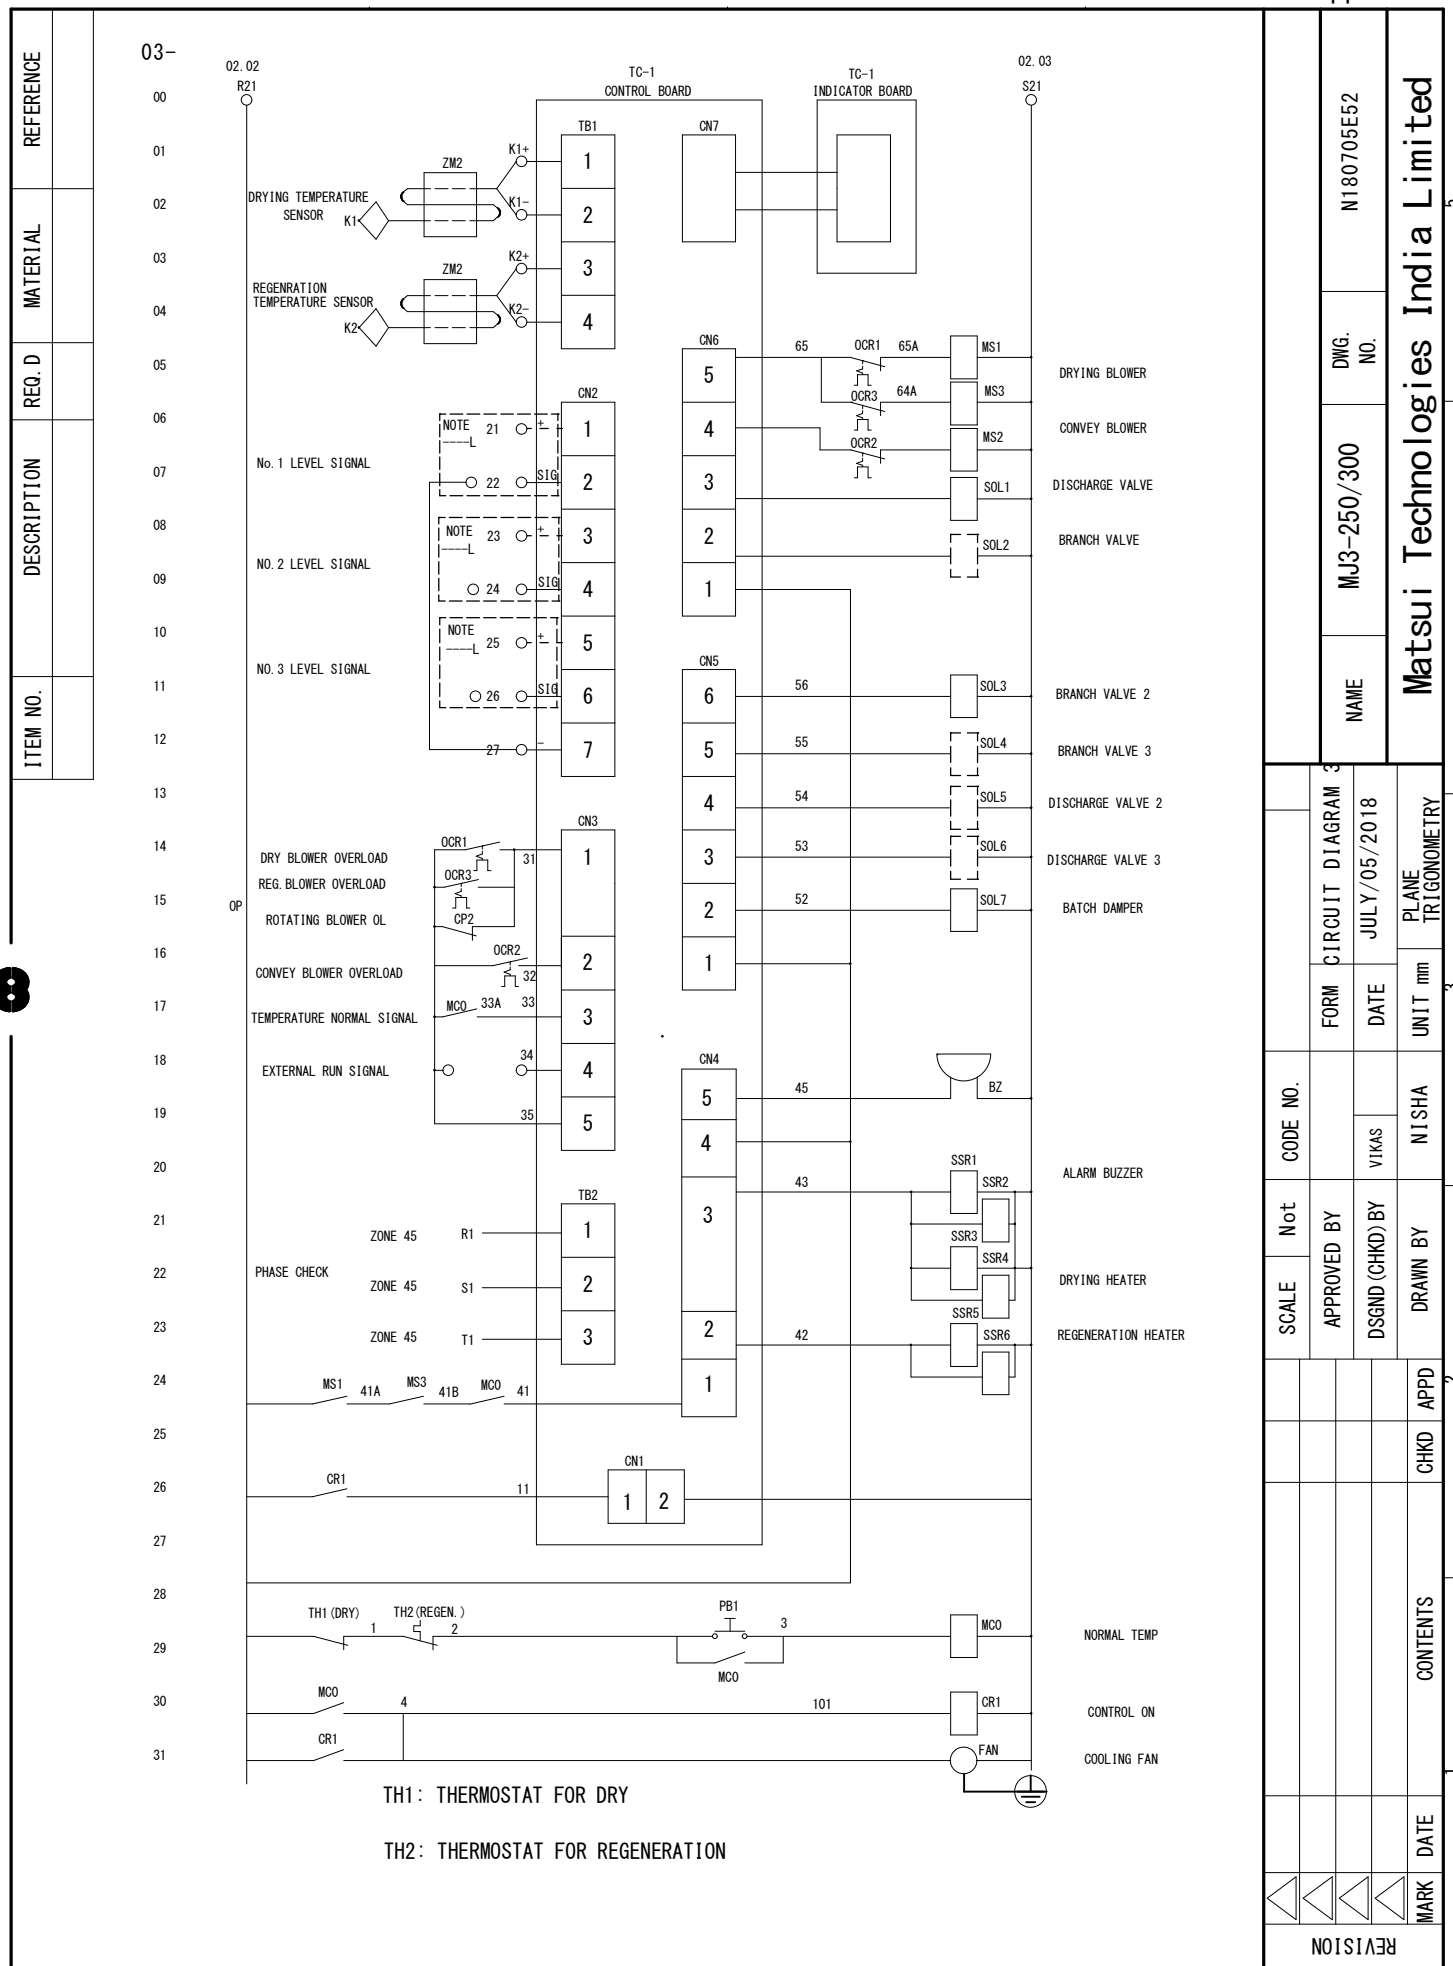 03-
02.02
R21
02.03
S21
TC-1
CONTROL BOARD
TC-1
INDICATOR BOARD
00
01
02
03
04
05
06
07
08
09
10
11
12
13
14
15
16
17
18
19
20
21
22
23
24
25
26
27
28
29
30
31
TB1
1
2
3
4
CN7
ZM2
K1+
K1-
DRYING TEMPERATURE
SENSOR
K1
ZM2
K2+
K2-
REGENRATION
TEMPERATURE SENSOR
K2
CN2
1
2
3
4
5
6
7
NOTE
----L
21
+
No.1 LEVEL SIGNAL
22
SIG
NOTE
----L
23
+
NO.2 LEVEL SIGNAL
24
SIG
NOTE
----L
25
+
NO.3 LEVEL SIGNAL
26
SIG
27
-
CN6
5
4
3
2
1
65
OCR1
65A
MS1
DRYING BLOWER
OCR3
64A
MS3
OCR2
MS2
CONVEY BLOWER
SOL1
DISCHARGE VALVE
SOL2
BRANCH VALVE
CN5
6
5
4
3
2
1
56
SOL3
BRANCH VALVE 2
55
SOL4
BRANCH VALVE 3
54
SOL5
DISCHARGE VALVE 2
53
SOL6
DISCHARGE VALVE 3
52
SOL7
BATCH DAMPER
CN3
1
2
3
4
5
OCR1
31
DRY BLOWER OVERLOAD
OCR3
REG.BLOWER OVERLOAD
OP
ROTATING BLOWER OL
CP2
OCR2
32
CONVEY BLOWER OVERLOAD
MC0
33A
33
TEMPERATURE NORMAL SIGNAL
34
EXTERNAL RUN SIGNAL
35
CN4
5
4
3
2
1
45
BZ
ALARM BUZZER
43
SSR1
SSR2
SSR3
SSR4
DRYING HEATER
SSR5
42
SSR6
REGENERATION HEATER
TB2
1
2
3
ZONE 45
R1
PHASE CHECK
ZONE 45
S1
ZONE 45
T1
MS1
41A
MS3
41B
MC0
41
CR1
11
CN1
1
2
TH1(DRY)
1
TH2(REGEN.)
2
PB1
3
MC0
MC0
NORMAL TEMP
MC0
4
101
CR1
CONTROL ON
CR1
FAN
COOLING FAN
TH1: THERMOSTAT FOR DRY
TH2: THERMOSTAT FOR REGENERATION
REFERENCE
MATERIAL
REQ.D
DESCRIPTION
ITEM NO.
8
Matsui Technologies India Limited
N180705E52
DWG.
NO.
MJ3-250/300
NAME
CIRCUIT DIAGRAM 3
FORM
JULY/05/2018
DATE
PLANE
TRIGONOMETRY
UNIT mm
CODE NO.
VIKAS
NISHA
Not
SCALE
APPROVED BY
DSGND(CHKD)BY
DRAWN BY
APPD
CHKD
CONTENTS
DATE
MARK
REVISION